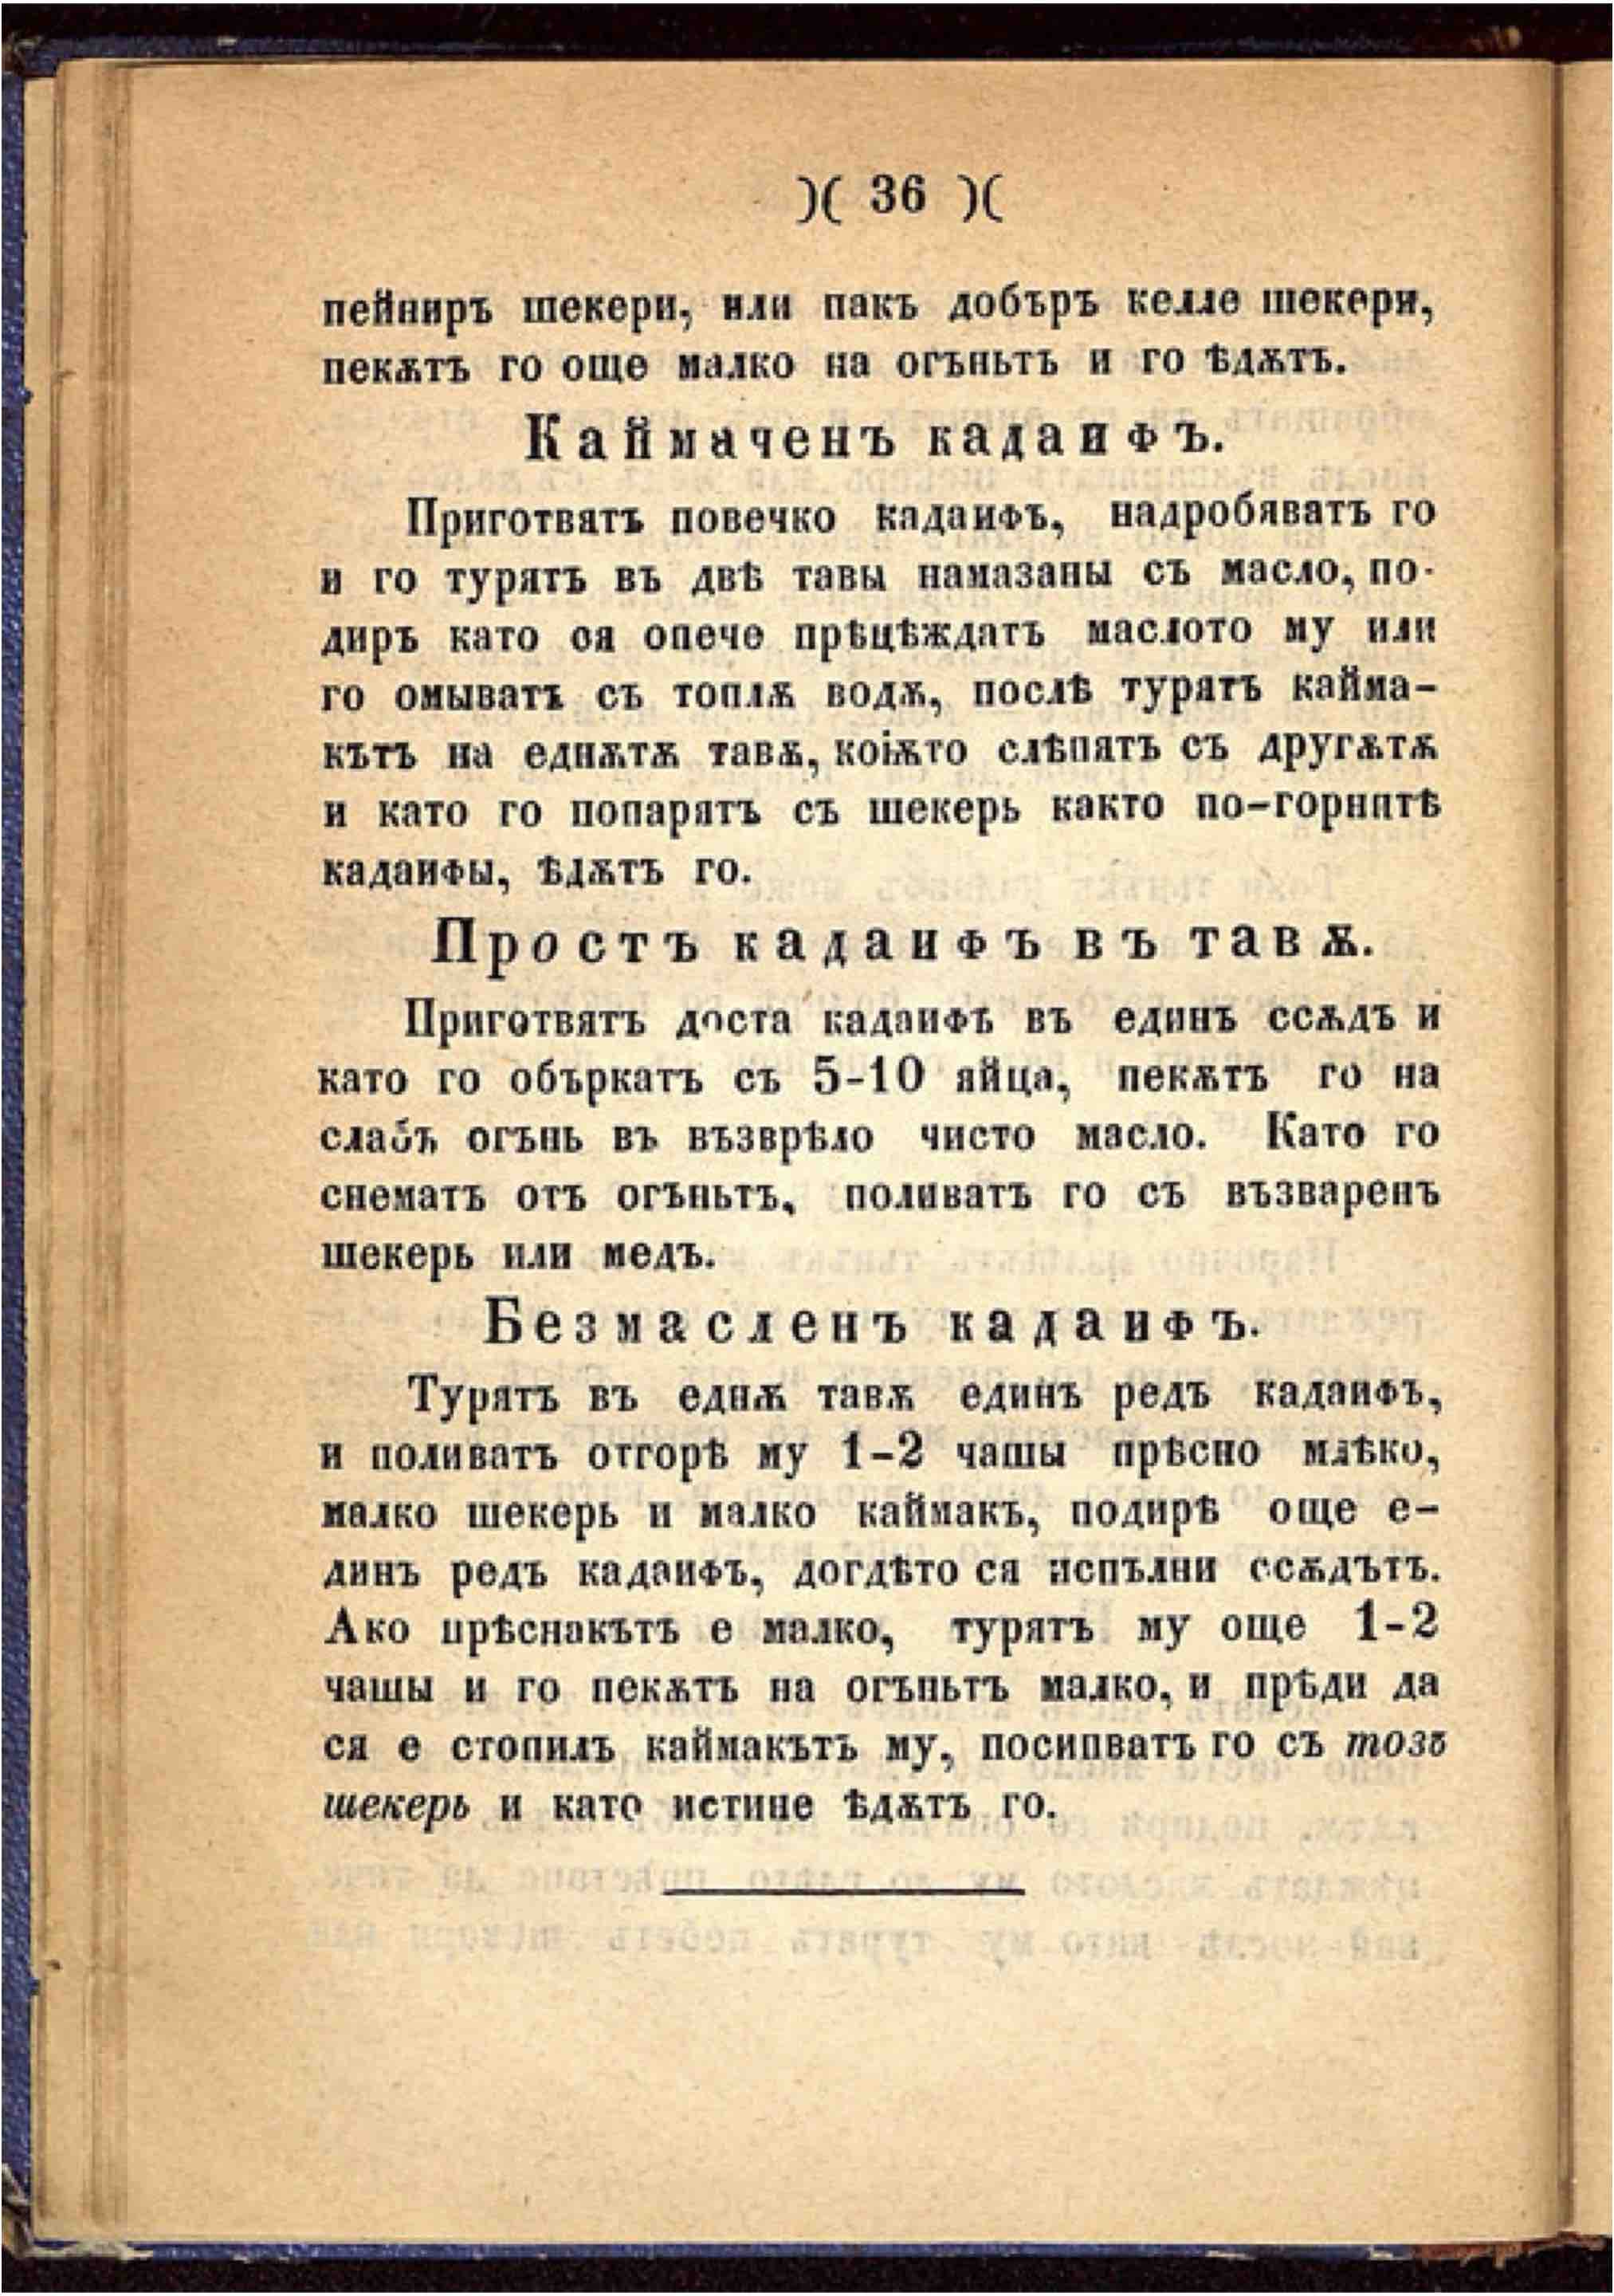 )( 36 )(
пейниръ шекери, или пакъ добъръ келле шекери,
пекѫтъ го още малко на огъньтъ и го ѣдѫтъ.
Каймаченъ кадаифъ.
Приготвятъ повечко кадаифъ, надробяватъ го
и го турятъ въ двѣ тавы намазаны съ масло, по-
диръ като ся опече прѣцѣждатъ маслото му или
го омыватъ съ топлѫ водѫ, послѣ турятъ кайма-
кътъ на еднѫтѫ тавѫ, коіѫто слѣпятъ съ другѫтѫ
и като го попарятъ съ шекерь както по-горнитѣ
кадаифы, ѣдѫтъ го.
Простъ кадаифъ въ тавѫ.
Приготвятъ доста кадаифъ въ единъ ссѫдъ и
като го объркатъ съ 5-10 яйца, пекѫтъ го на
слабъ огънь въ възврѣло чисто масло. Като го
снематъ отъ огъньтъ, поливатъ го съ възваренъ
шекерь или медъ.
Безмасленъ кадаифъ.
Турятъ въ еднѫ тавѫ единъ редъ кадаифъ,
и поливатъ отгорѣ му 1-2 чашы прѣсно млѣко,
малко шекерь и малко каймакъ, подирѣ още е-
динъ редъ кадаифъ, догдѣто ся испълни ссѫдътъ.
Ако прѣснакътъ е малко, турятъ му още 1-2
чашы и го пекѫтъ на огъньтъ малко, и прѣди да
ся е стопилъ каймакътъ му, посипватъ го съ тозъ
шекерь и като истине ѣдѫтъ го.